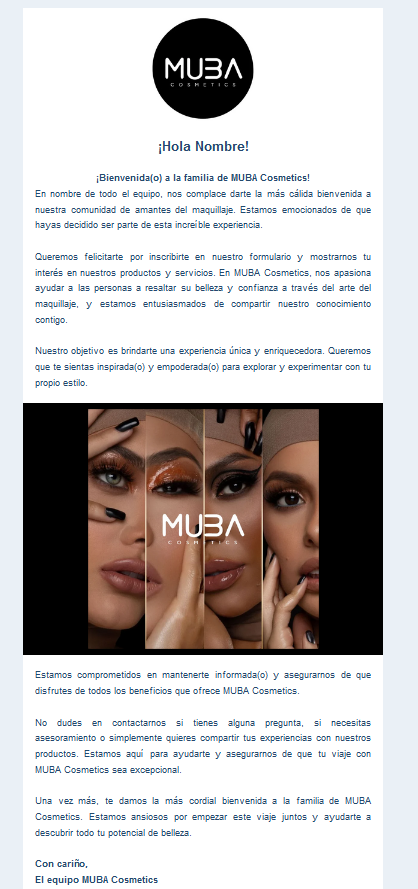 MUBA
COSMETICS
¡Hola Nombre!
¡Bienvenida(o) a la familia de MUBA Cosmetics!
En nombre de todo el equipo, nos complace darte la más cálida bienvenida a
nuestra comunidad de amantes del maquillaje. Estamos emocionados de que
hayas decidido ser parte de esta increíble experiencia.
Queremos felicitarte por inscribirte en nuestro formulario y mostrarnos tu
interés en nuestros productos y servicios. En MUBA Cosmetics, nos apasiona
ayudar a las personas a resaltar su belleza y confianza a través del arte del
maquillaje, y estamos entusiasmados de compartir nuestro conocimiento
contigo.
Nuestro objetivo es brindarte una experiencia única y enriquecedora. Queremos
que te sientas inspirada(o) y empoderada(o) para explorar y experimentar con tu
propio estilo.
MUBA
COSMETICS
Estamos comprometidos en mantenerte informada(o) y asegurarnos de que
disfrutes de todos los beneficios que ofrece MUBA Cosmetics.
No dudes en contactarnos si tienes alguna pregunta, si necesitas
asesoramiento o simplemente quieres compartir tus experiencias con nuestros
productos. Estamos aquí para ayudarte y asegurarnos de que tu viaje con
MUBA Cosmetics sea excepcional.
Una vez más, te damos la más cordial bienvenida a la familia de MUBA
Cosmetics. Estamos ansiosos por empezar este viaje juntos y ayudarte a
descubrir todo tu potencial de belleza.
Con cariño,
El equipo MUBA Cosmetics